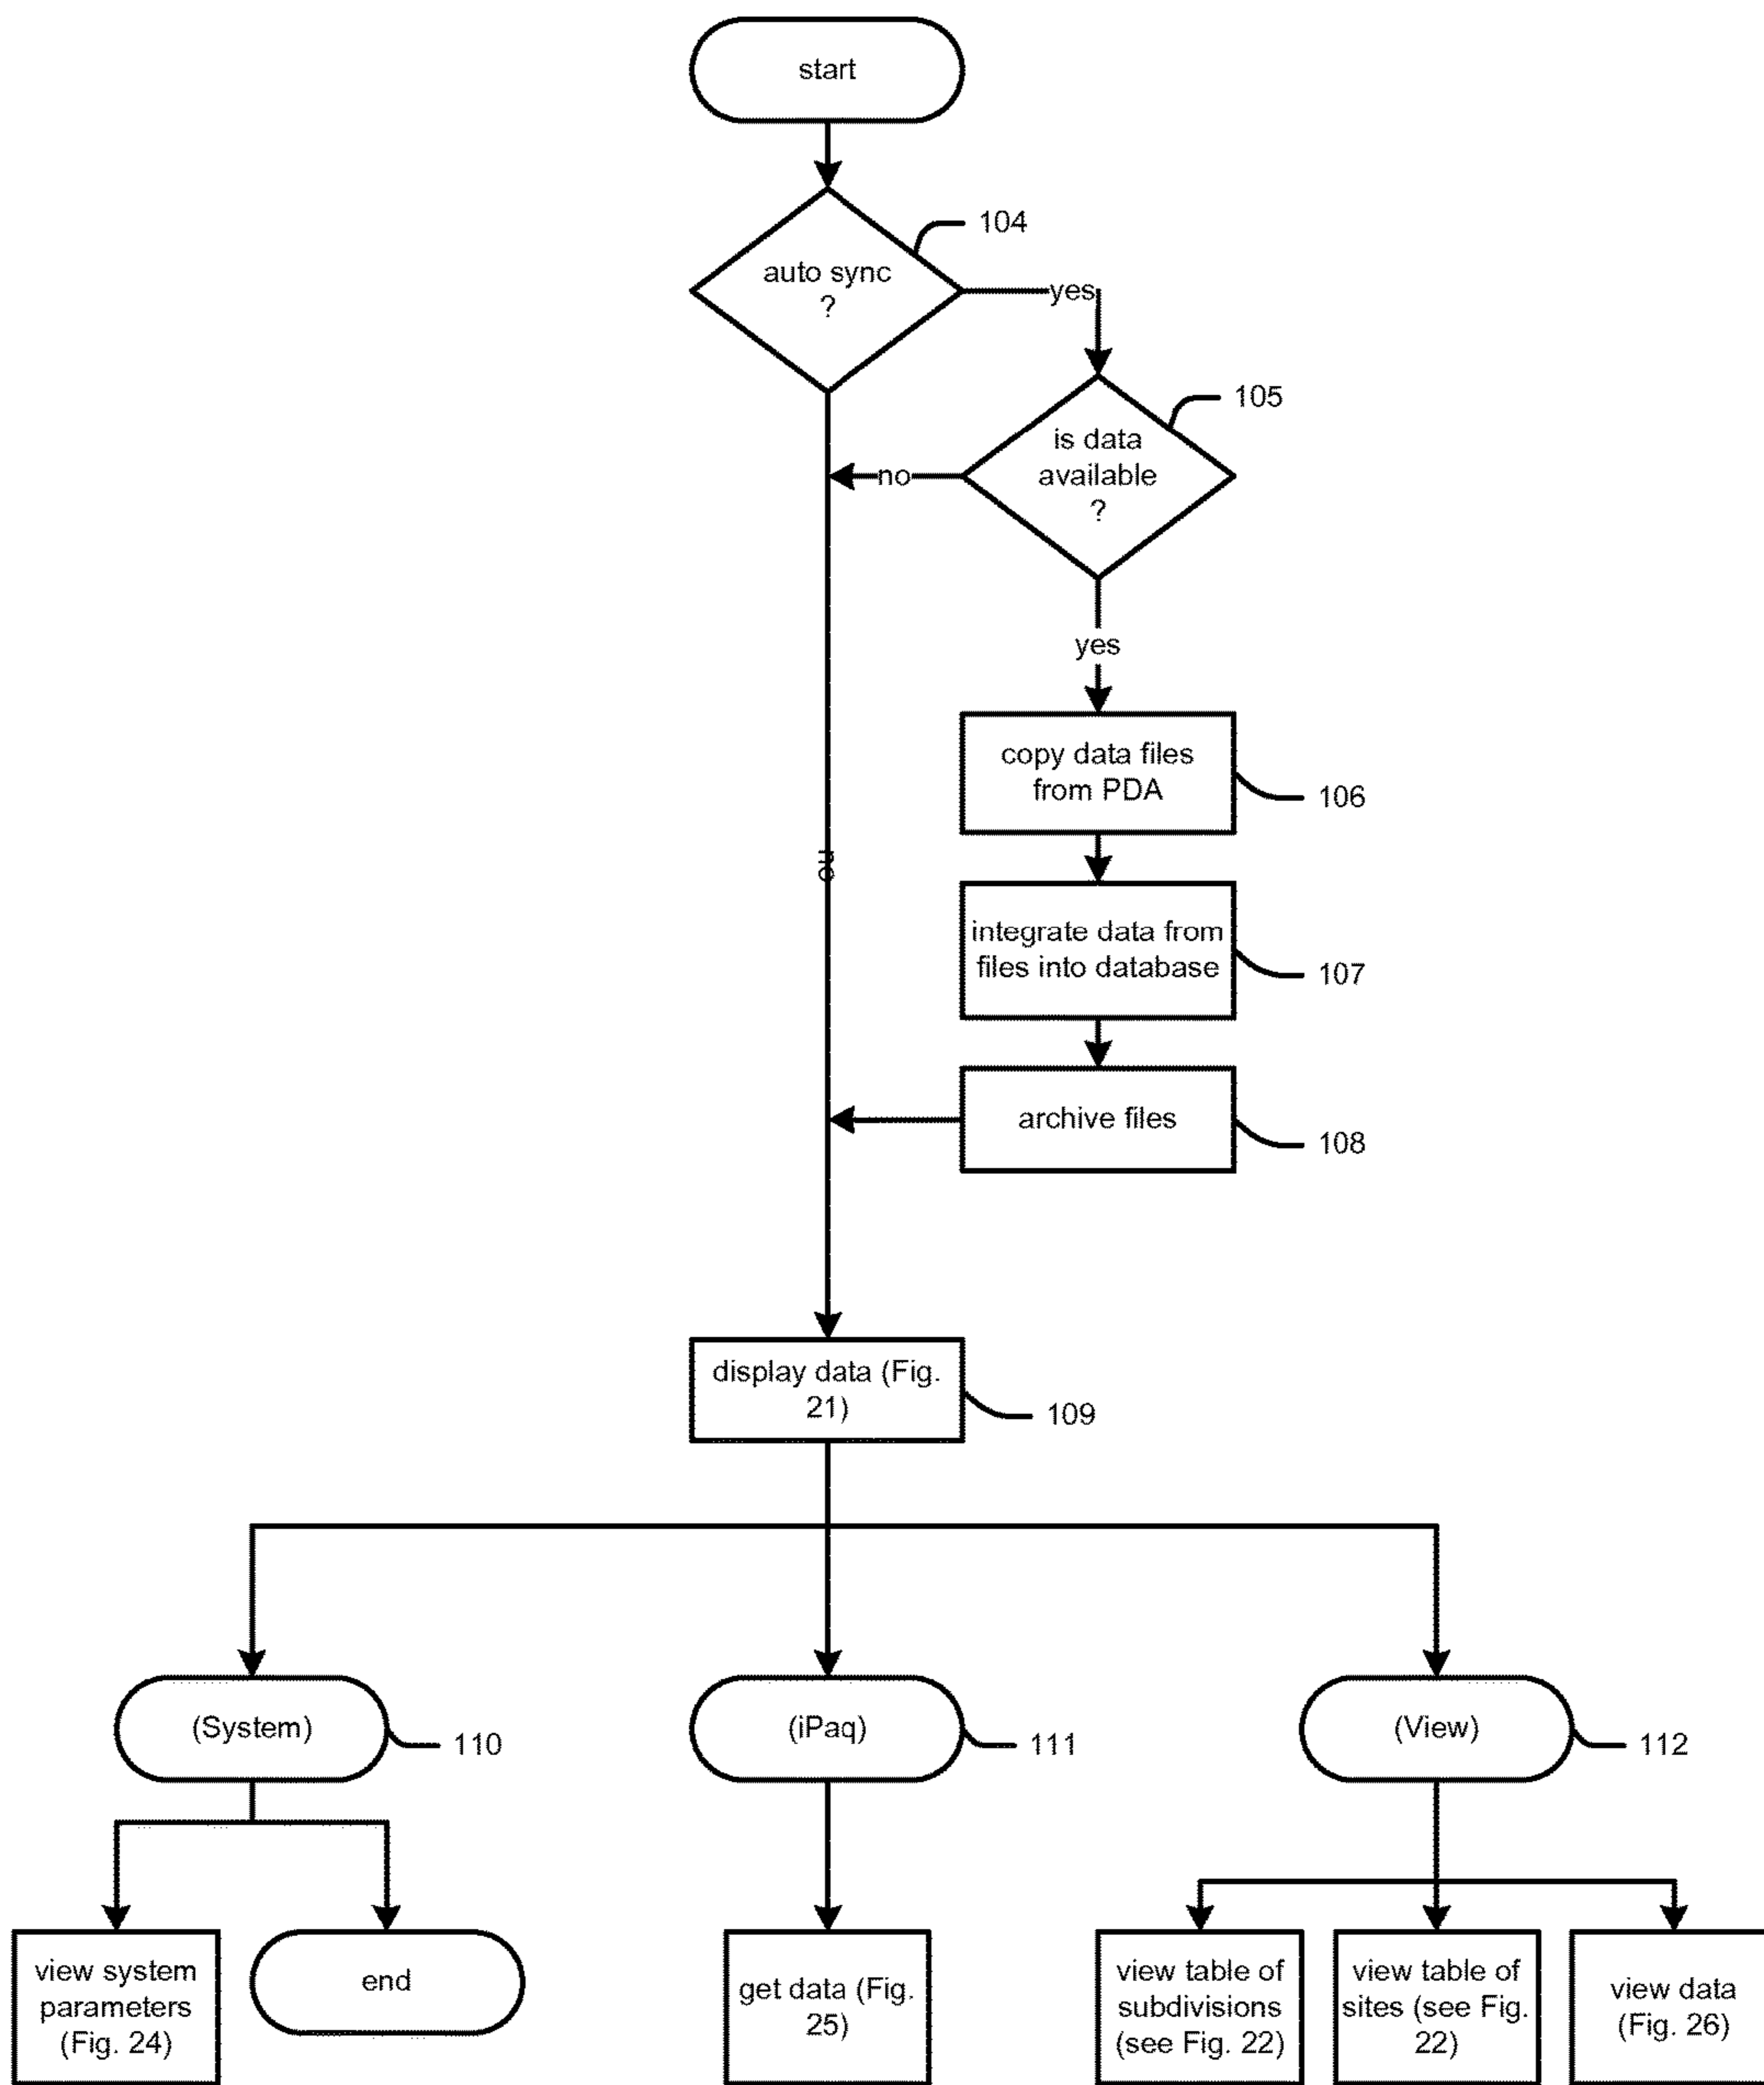 start
104
auto sync
?
yes
105
is data
available
?
no
yes
copy data files
from PDA
106
no
integrate data from
files into database
107
archive files
108
display data (Fig.
21)
109
(System)
110
(iPaq)
111
(View)
112
view system
parameters
(Fig. 24)
end
get data (Fig.
25)
view table of
subdivisions
(see Fig. 22)
view table of
sites (see Fig.
22)
view data
(Fig. 26)